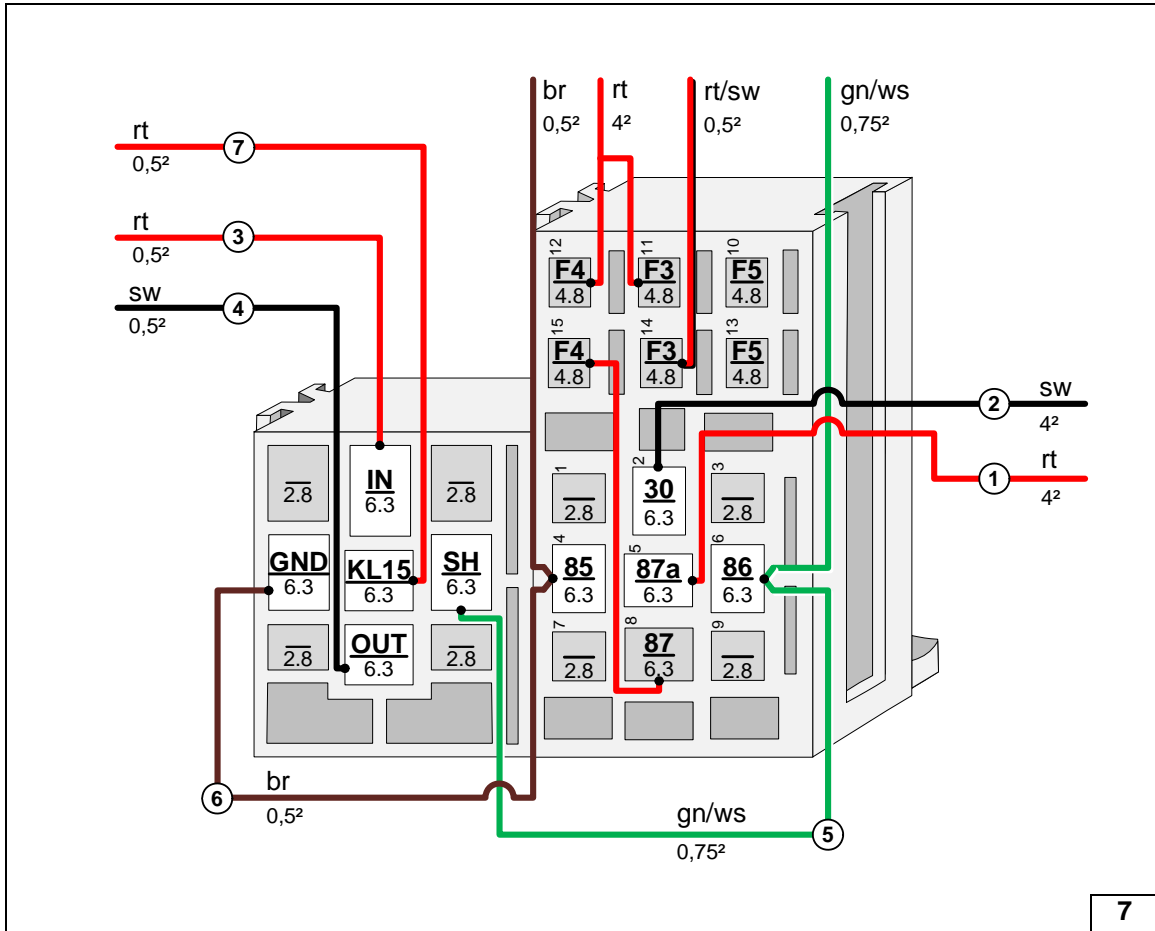 br
0,5²
rt
4²
rt/sw
0,5²
gn/ws
0,75²
rt
7
0,5²
rt
3
0,5²
sw
4
0,5²
12
F4
4.8
11
F3
4.8
10
F5
4.8
15
F4
4.8
14
F3
4.8
13
F5
4.8
2
sw
4²
rt
1
4²
2.8
IN
6.3
2.8
1
2.8
2
30
6.3
3
2.8
GND
6.3
KL15
6.3
SH
6.3
4
85
6.3
5
87a
6.3
6
86
6.3
2.8
OUT
6.3
2.8
7
2.8
8
87
6.3
9
2.8
6
br
0,5²
gn/ws
0,75²
5
7